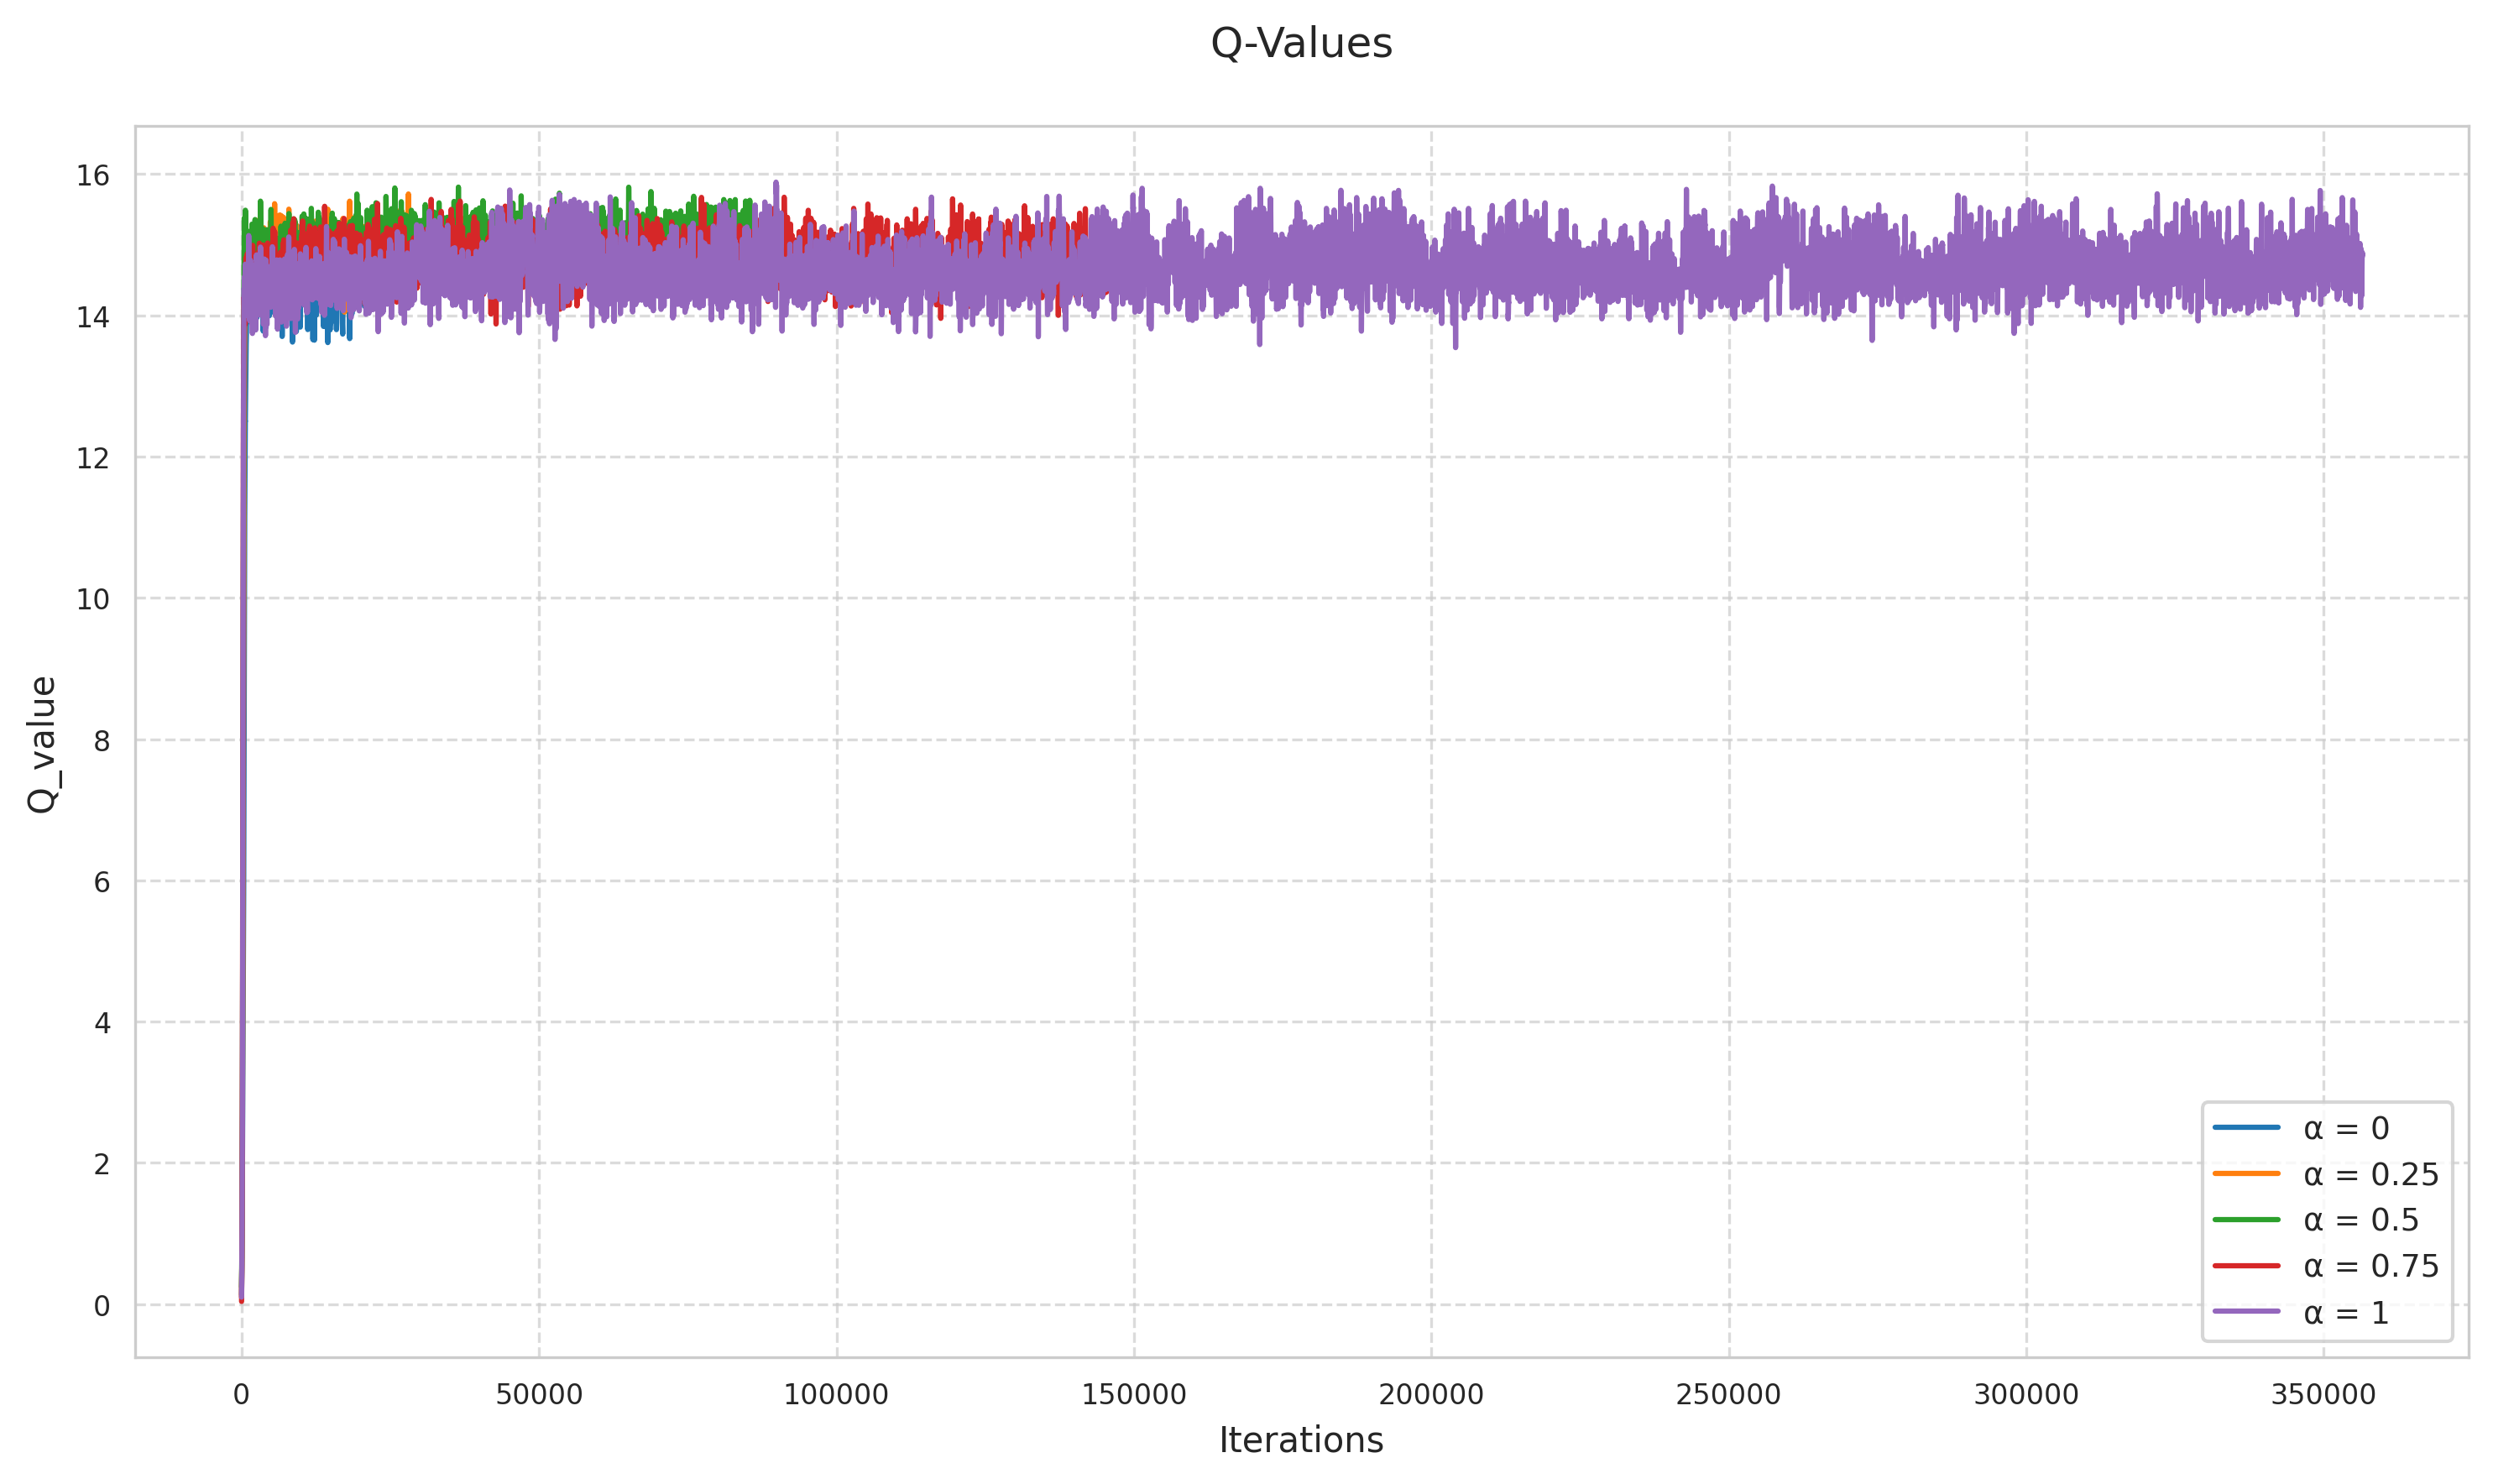 Q-Values
Q_value
16
14
12
10
8
6
4
2
0
0 50000 100000 150000 200000 250000 300000 350000
Iterations
α = 0
α = 0.25
α = 0.5
α = 0.75
α = 1